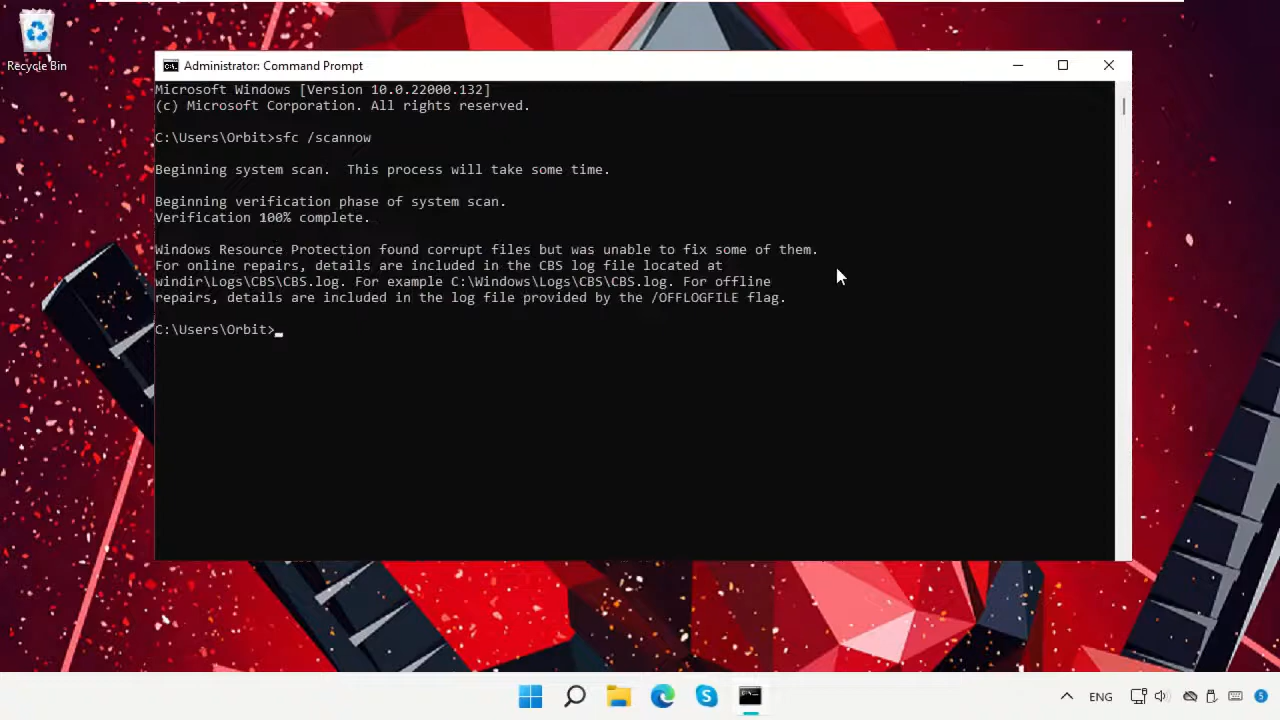 Recycle Bin
Administrator: Command Prompt
Microsoft Windows [Version 10.0.22000.132]
(c) Microsoft Corporation. All rights reserved.
C:\Users\Orbit>sfc /scannow
Beginning system scan.  This process will take some time.
Beginning verification phase of system scan.
Verification 100% complete.
Windows Resource Protection found corrupt files but was unable to fix some of them.
For online repairs, details are included in the CBS log file located at
windir\Logs\CBS\CBS.log. For example C:\Windows\Logs\CBS\CBS.log. For offline
repairs, details are included in the log file provided by the /OFFLOGFILE flag.
C:\Users\Orbit>
ENG
5